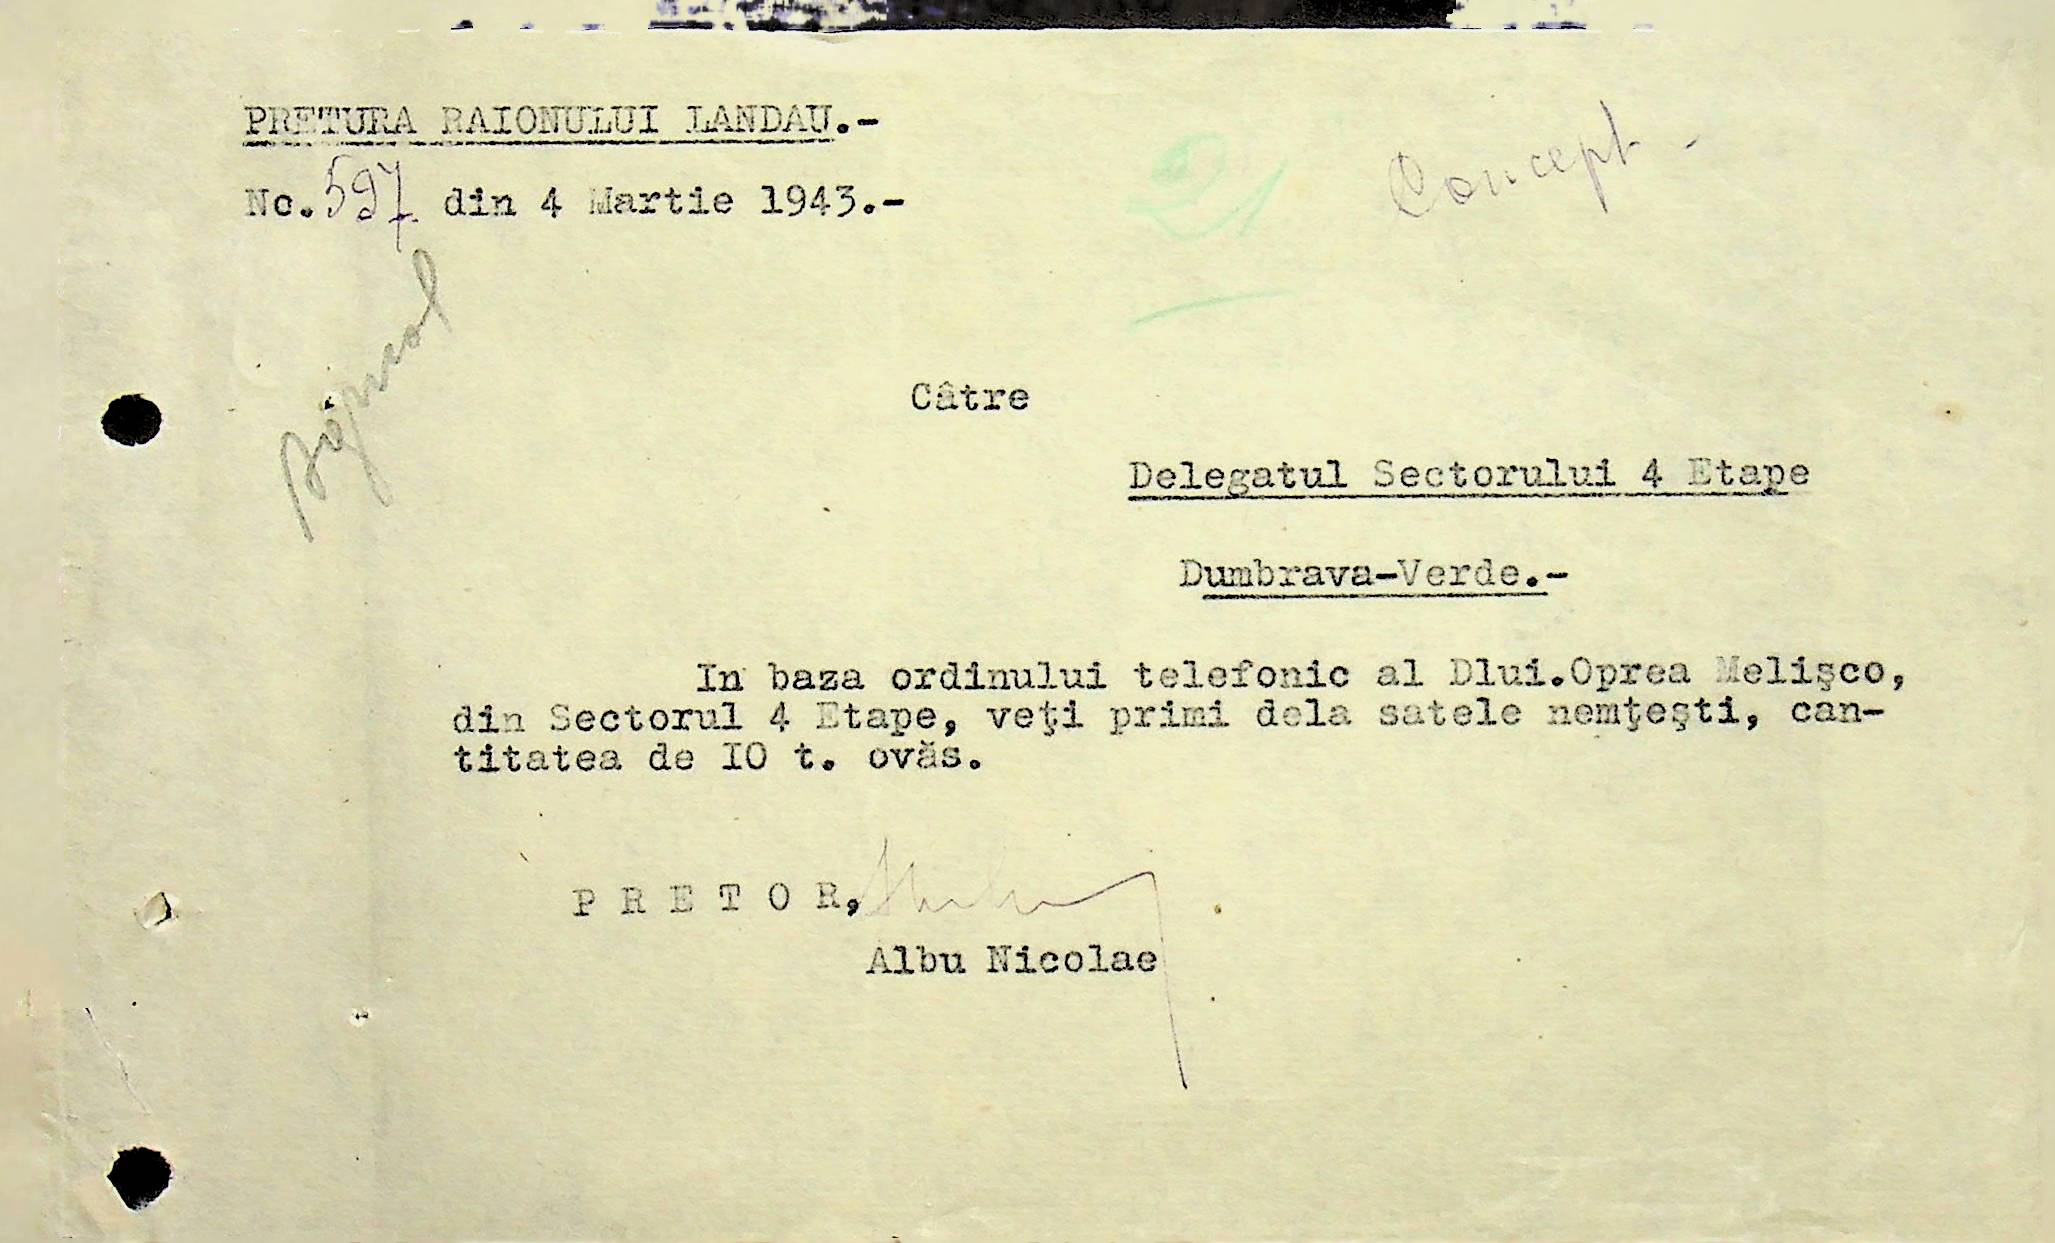 PRETURA RAIONULUI LANDAU.-
No. 597 din 4 Martie 1943.-
21
Concept -
Câtre
Delegatul Sectorului 4 Etape
Dumbrava-Verde.-
In baza ordinului telefonic al Dlui.Oprea Melişco,
din Sectorul 4 Etape, veţi primi dela satele nemţeşti, can-
titatea de IO t. ovăs.
P R E T O R,
Albu Nicolae